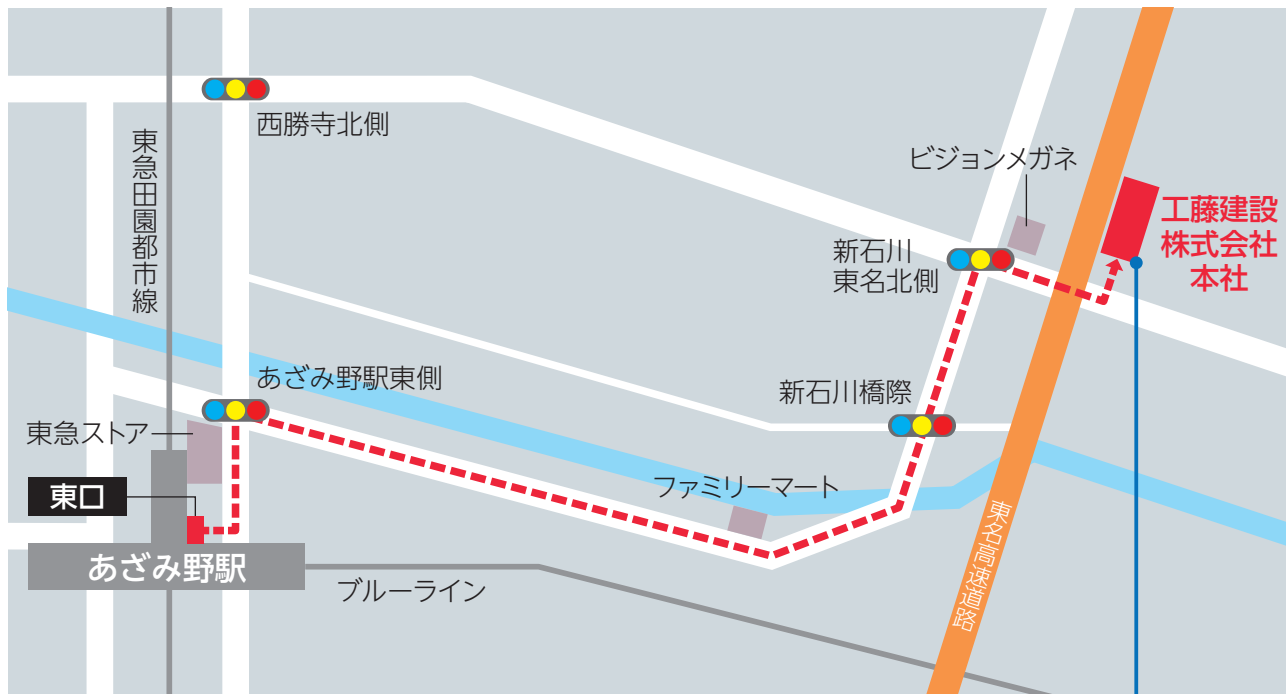 西勝寺北側
東急田園都市線
ビジョンメガネ
工藤建設
株式会社
本社
新石川
東名北側
あざみ野駅東側
新石川橋際
東急ストア
ファミリーマート
東口
東名高速道路
あざみ野駅
ブルーライン